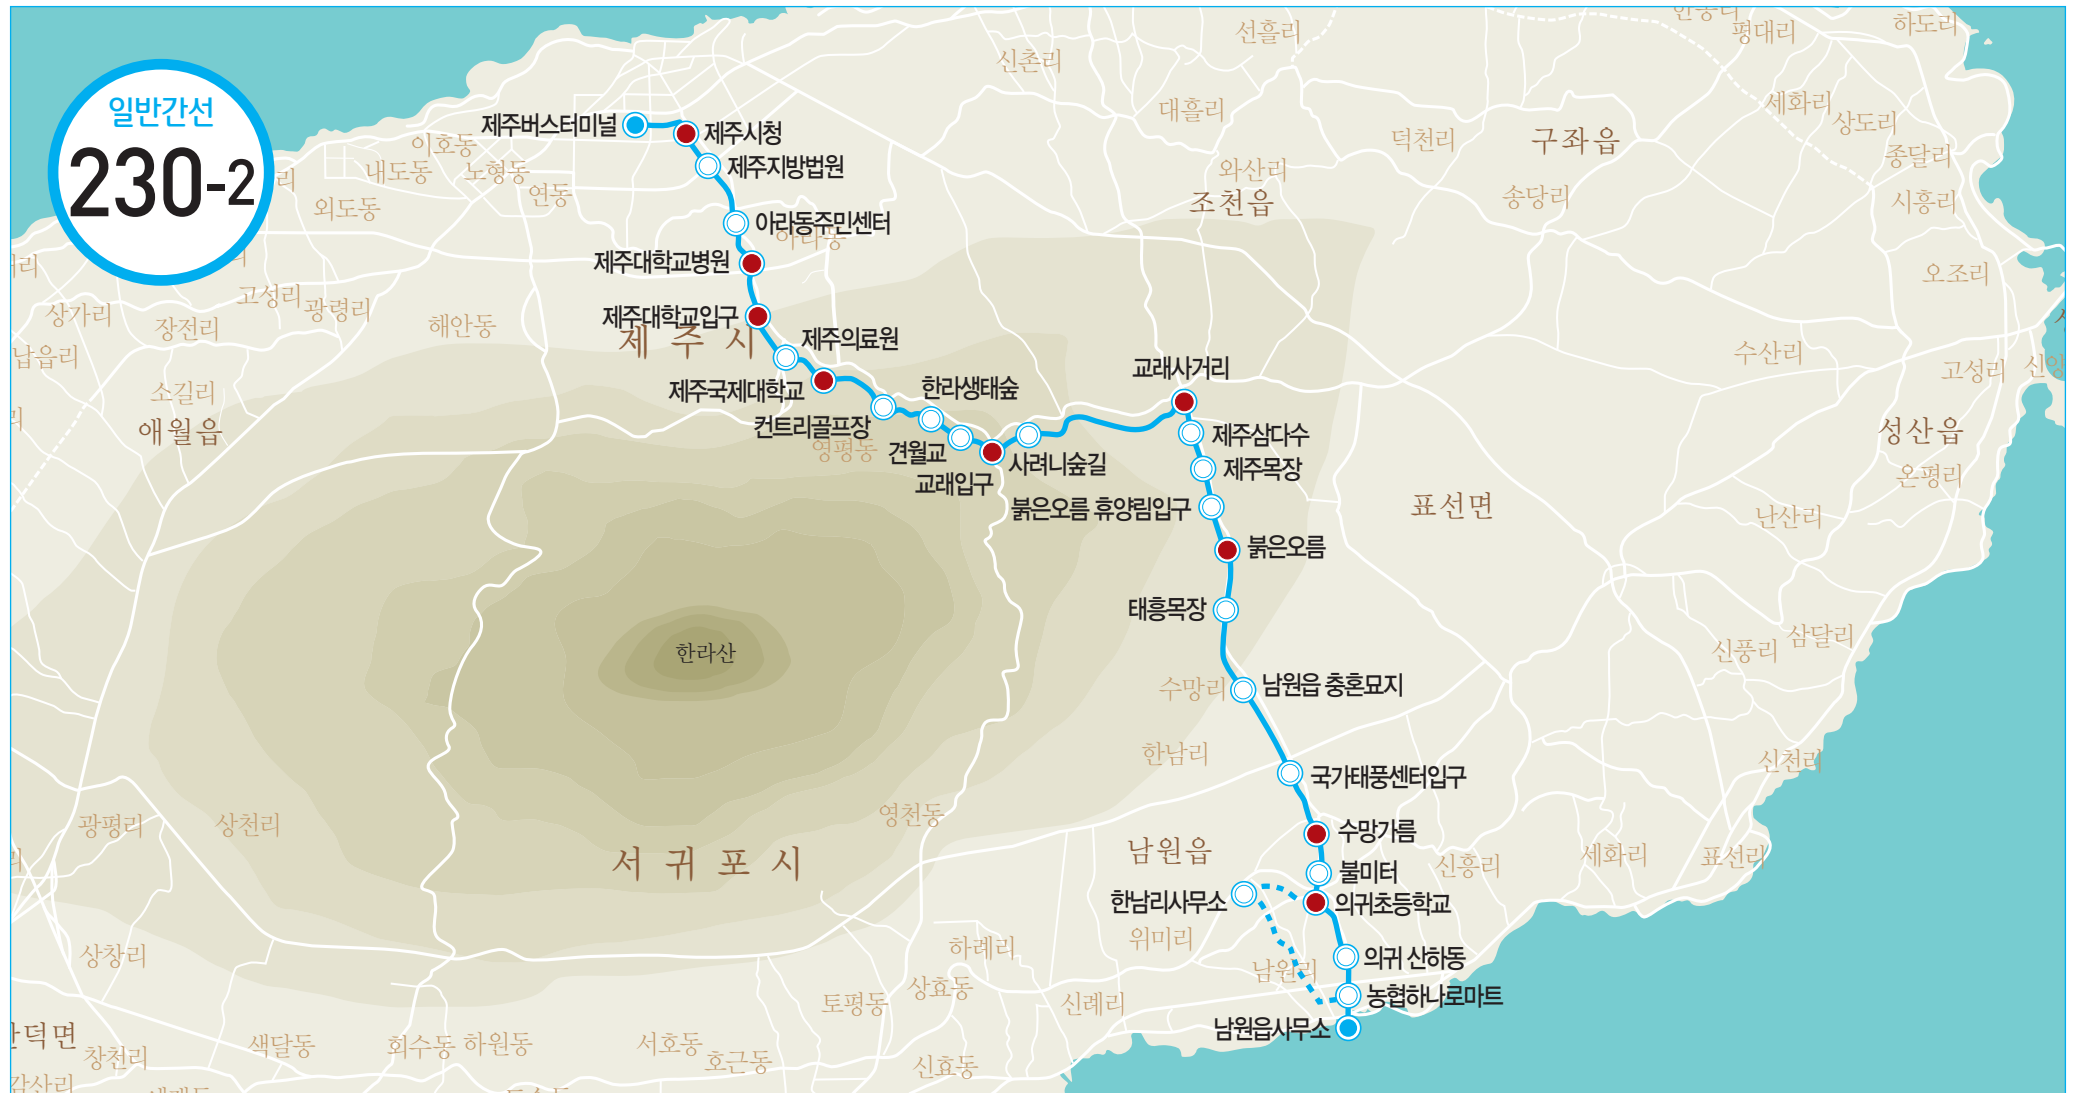 일반간선
230-2
제주버스터미널
제주시청
제주지방법원
아라동주민센터
아라동
제주대학교병원
제주대학교입구
제주시
제주의료원
제주국제대학교
컨트리골프장
한라생태숲
견월교
교래입구
사려니숲길
교래사거리
제주삼다수
제주목장
붉은오름 휴양림입구
붉은오름
태흥목장
남원읍 충혼묘지
국가태풍센터입구
수망가름
불미터
의귀초등학교
한남리사무소
의귀 산하동
농협하나로마트
남원읍사무소
신촌리
선흘리
평대리
하도리
대흘리
와산리
조천읍
덕천리
구좌읍
송당리
세화리
상도리
종달리
시흥리
오조리
이호동
내도동
노형동
연동
외도동
고성리
광령리
상가리
장전리
해안동
납읍리
소길리
애월읍
영평동
수산리
고성리
성산읍
온평리
표선면
난산리
한라산
삼달리
신풍리
신천리
수망리
한남리
영천동
광평리
상천리
서귀포시
남원읍
신흥리
세화리
표선리
상창리
하례리
위미리
남원리
상효동
토평동
신례리
창천리
색달동
회수동
하원동
서호동
호근동
신효동